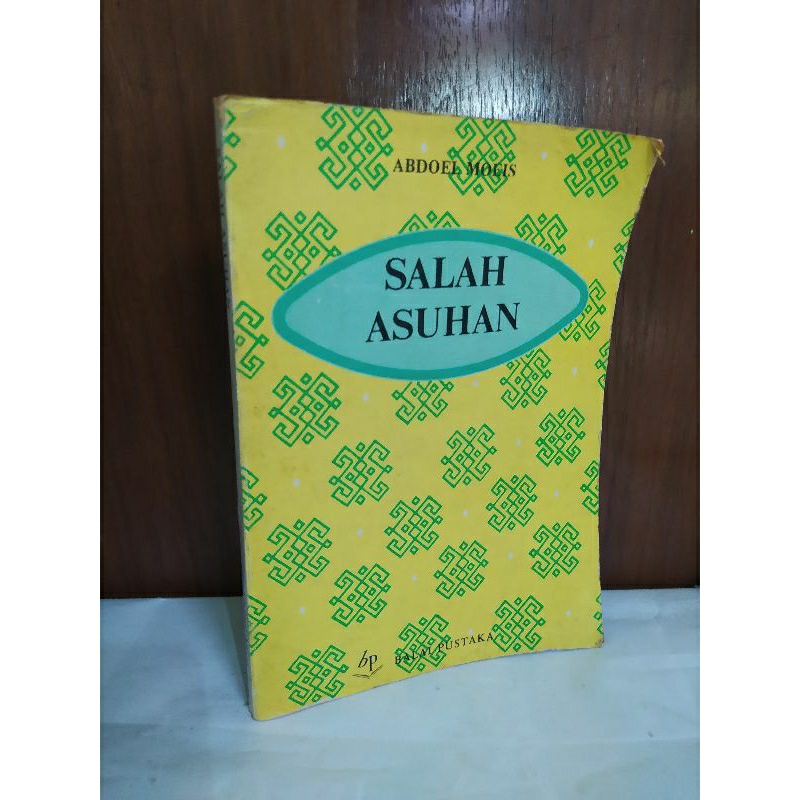 ABDOEL MOEIS
SALAH
ASUHAN
bp BALAI PUSTAKA